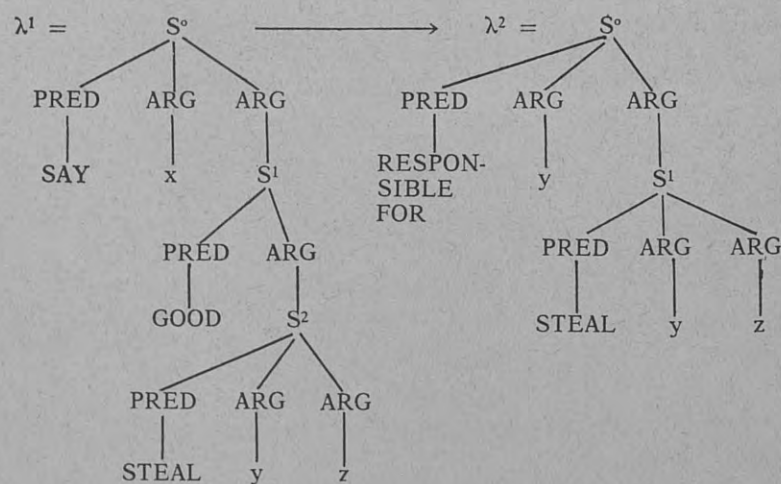 λ¹ = S° ⟶ λ² = S°
PRED ARG ARG PRED ARG ARG
SAY x S¹ RESPON-
SIBLE
FOR y S¹
PRED ARG PRED ARG ARG
GOOD S² STEAL y z
PRED ARG ARG
STEAL y z